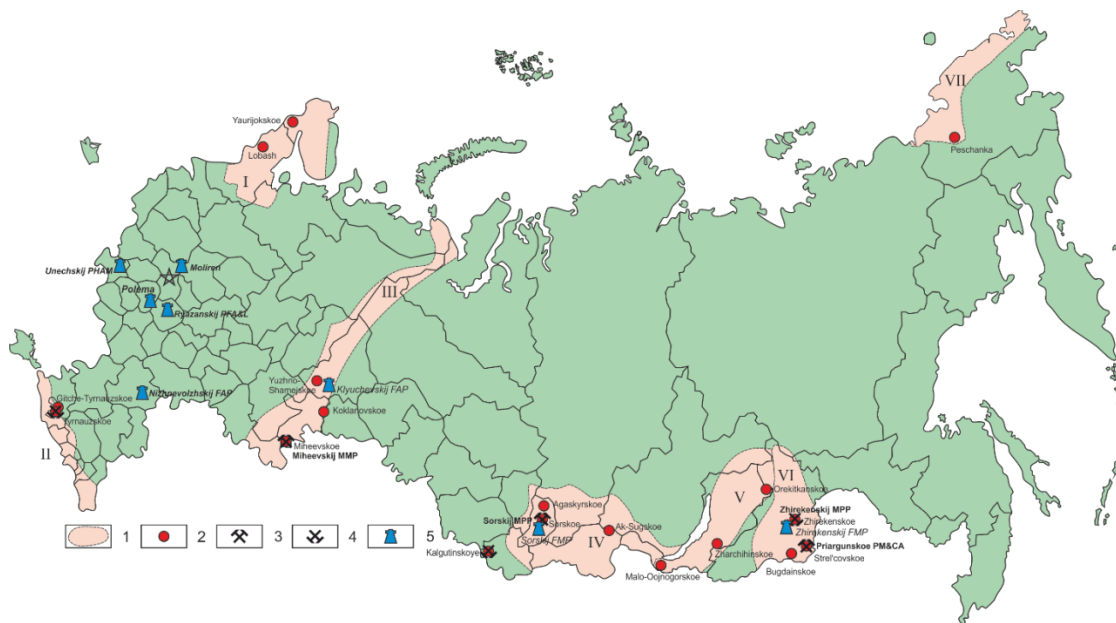 VII
Peschanka
Yaurijokskoe
Lobash
I
Unechskij PHAM
Moliren
Polema
Rjazanskij PFA&L
III
Yuzhno-
Shameiskoe
Klyuchevskij FAP
Nizhnevolzhskij FAP
Gitche-Tyrnauzskoe
Tyrnauzskoe
Koklanovskoe
II
Miheevskoe
Miheevskij MMP
VI
V
Orekitkanskoe
Agaskyrskoe
Zhirekenskij MPP
Zhirekenskoe
Zhirekenskij FMP
Sorskij MPP
Sorskoe
Sorskij FMP
Ak-Sugskoe
IV
Kalgutinskoye
Zharchihinskoe
Priargunskoe PM&CA
Strel'covskoe
Bugdainskoe
Malo-Oojnogorskoe
1 2 3 4 5